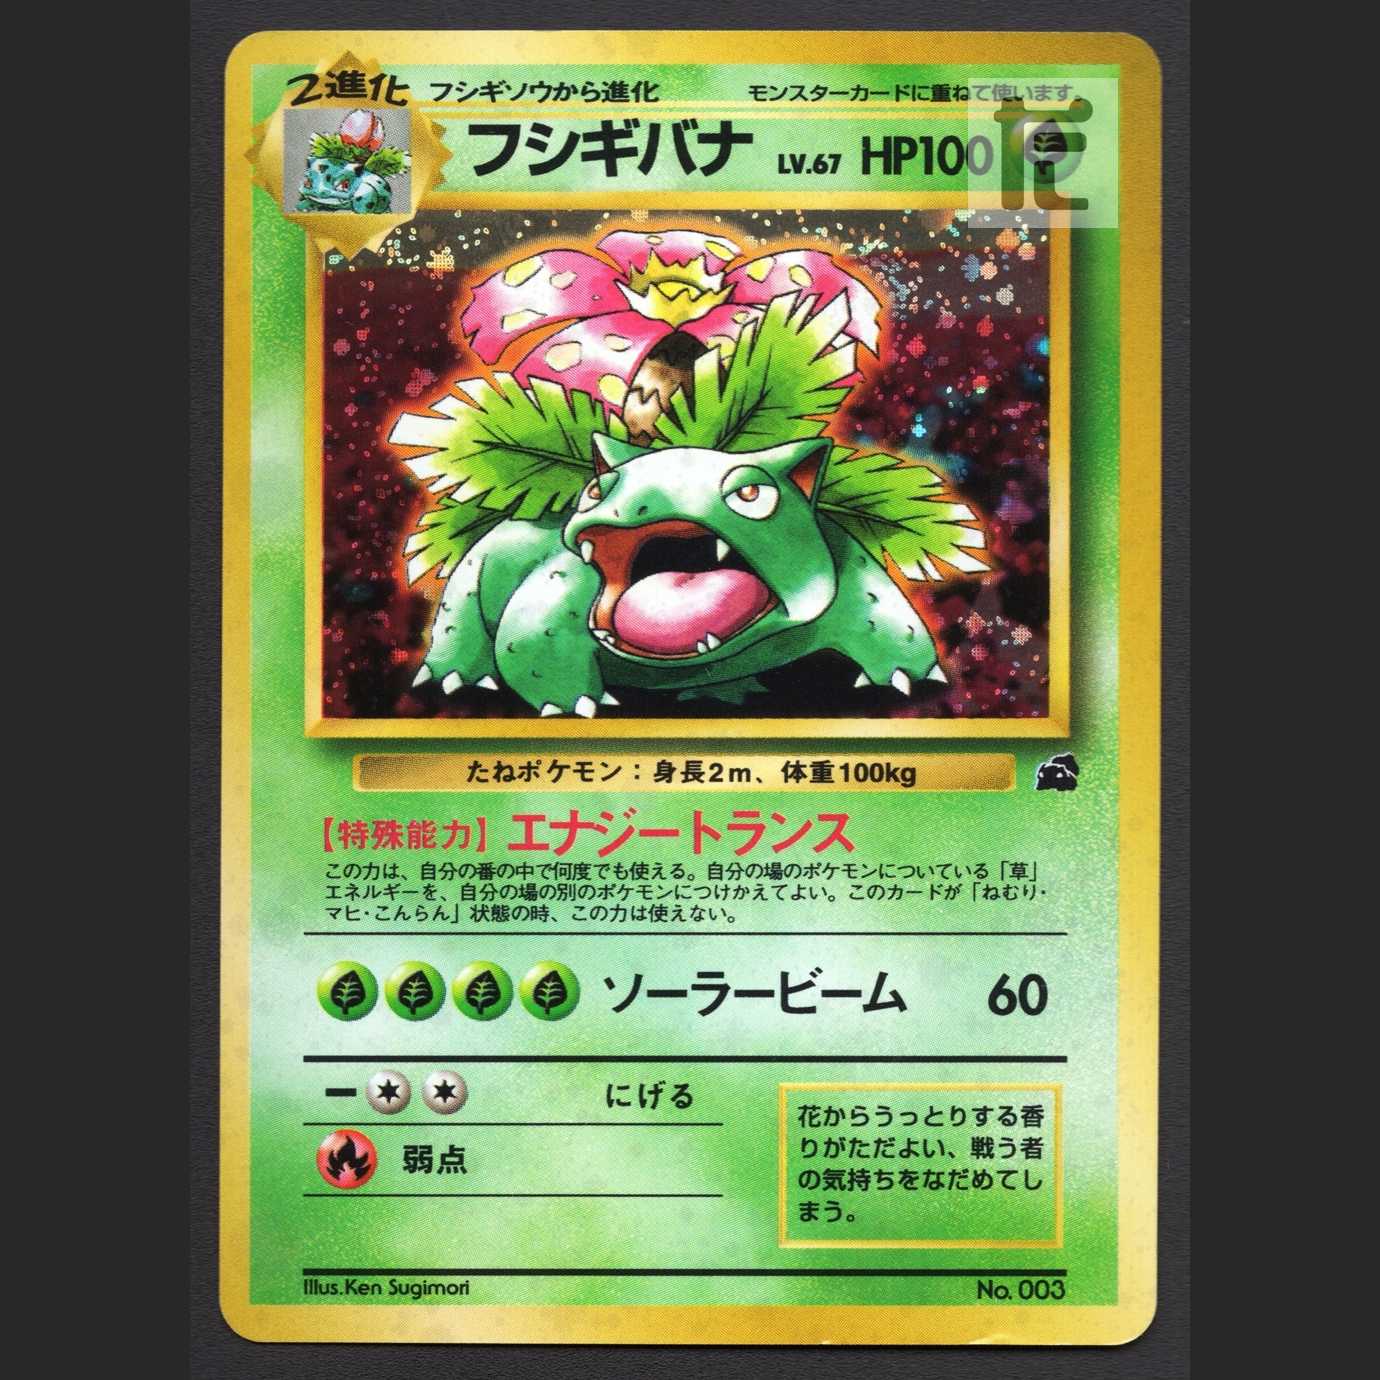 2進化
フシギソウから進化
モンスターカードに重ねて使います。
フシギバナ LV.67 HP100
花
たねポケモン：身長2m、体重100kg
【特殊能力】エナジートランス
この力は、自分の番の中で何度でも使える。自分の場のポケモンについている「草」
エネルギーを、自分の場の別のポケモンにつけかえてよい。このカードが「ねむり・
マヒ・こんらん」状態の時、この力は使えない。
ソーラービーム 60
ー にげる
弱点
花からうっとりする香
りがただよい、戦う者
の気持ちをなだめてし
まう。
Illus.Ken Sugimori
No. 003